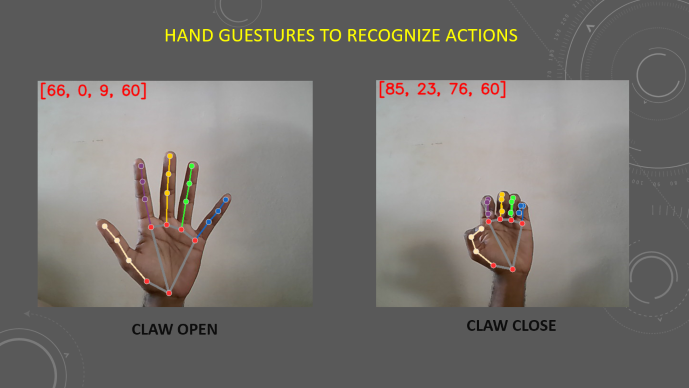 HAND GUESTURES TO RECOGNIZE ACTIONS
[66, 0, 9, 60]
[85, 23, 76, 60]
CLAW OPEN
CLAW CLOSE